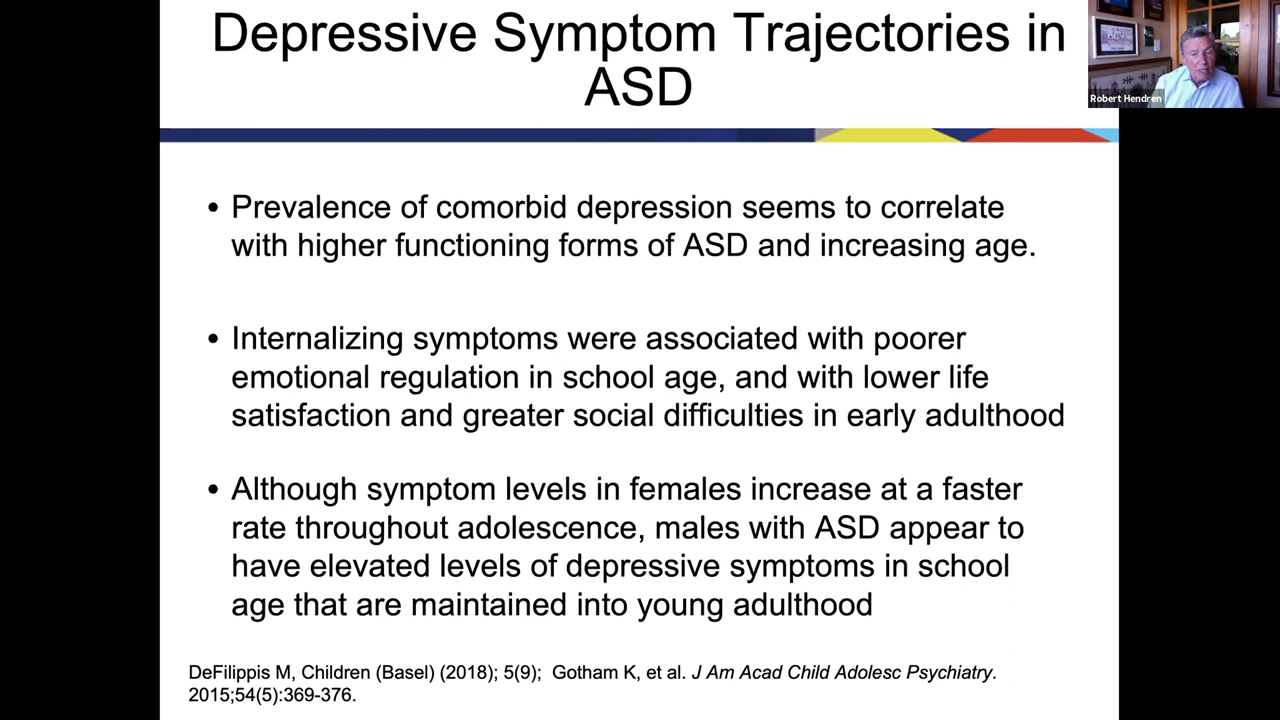 Depressive Symptom Trajectories in
ASD
Robert Hendren
• Prevalence of comorbid depression seems to correlate
with higher functioning forms of ASD and increasing age.
• Internalizing symptoms were associated with poorer
emotional regulation in school age, and with lower life
satisfaction and greater social difficulties in early adulthood
• Although symptom levels in females increase at a faster
rate throughout adolescence, males with ASD appear to
have elevated levels of depressive symptoms in school
age that are maintained into young adulthood
DeFilippis M, Children (Basel) (2018); 5(9);  Gotham K, et al. J Am Acad Child Adolesc Psychiatry.
2015;54(5):369-376.